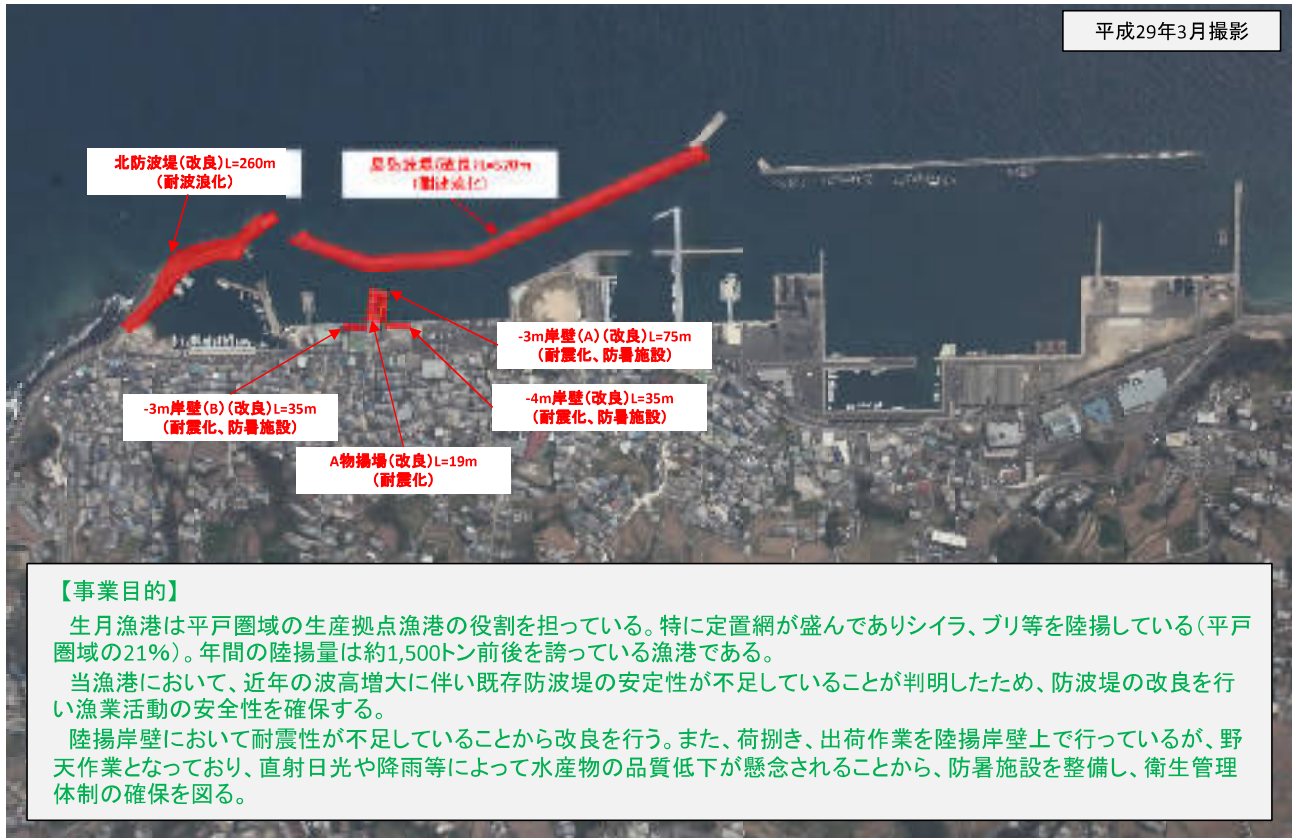 平成29年3月撮影
北防波堤(改良)L=260m
(耐波浪化)
防波堤(改良)L=520m
(耐波浪化)
-3m岸壁(A)(改良)L=75m
(耐震化、防暑施設)
-3m岸壁(B)(改良)L=35m
(耐震化、防暑施設)
-4m岸壁(改良)L=35m
(耐震化、防暑施設)
A物揚場(改良)L=19m
(耐震化)
【事業目的】
生月漁港は平戸圏域の生産拠点漁港の役割を担っている。特に定置網が盛んでありシイラ、ブリ等を陸揚している(平戸
圏域の21%)。年間の陸揚量は約1,500トン前後を誇っている漁港である。
当漁港において、近年の波高増大に伴い既存防波堤の安定性が不足していることが判明したため、防波堤の改良を行
い漁業活動の安全性を確保する。
陸揚岸壁において耐震性が不足していることから改良を行う。また、荷捌き、出荷作業を陸揚岸壁上で行っているが、野
天作業となっており、直射日光や降雨等によって水産物の品質低下が懸念されることから、防暑施設を整備し、衛生管理
体制の確保を図る。